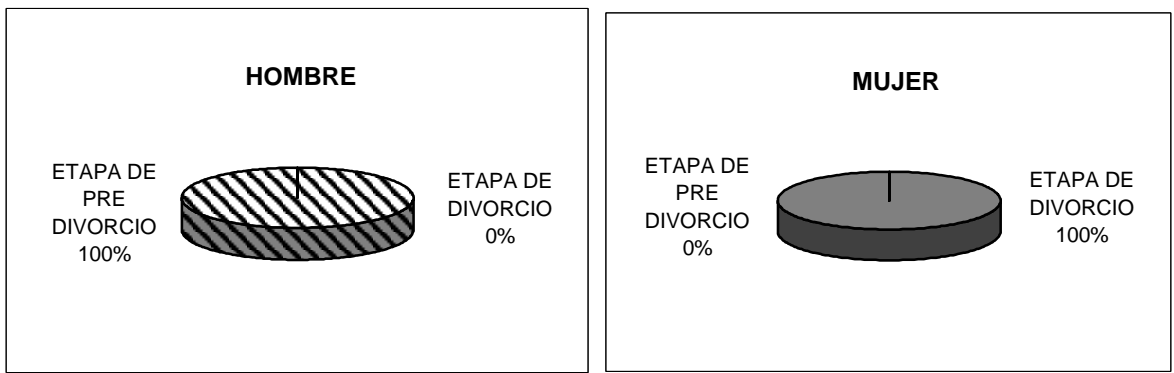 HOMBRE
ETAPA DE
PRE
DIVORCIO
100%
ETAPA DE
DIVORCIO
0%
MUJER
ETAPA DE
PRE
DIVORCIO
0%
ETAPA DE
DIVORCIO
100%